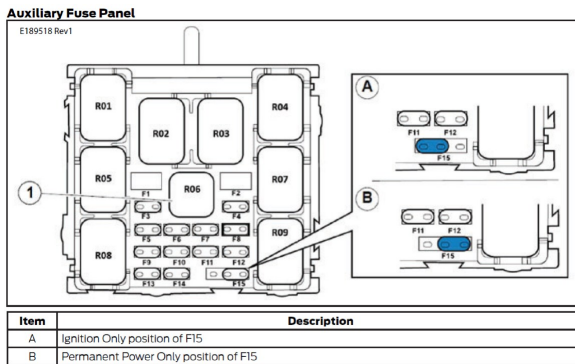 Auxiliary Fuse Panel
E189518 Rev1
R01
R02
R03
R04
R05
R06
R07
R08
R09
1
F1
F2
F3
F4
F5
F6
F7
F8
F9
F10
F11
F12
F13
F14
F15
A
F11
F12
F15
B
F11
F12
F15
Item Description
A Ignition Only position of F15
B Permanent Power Only position of F15